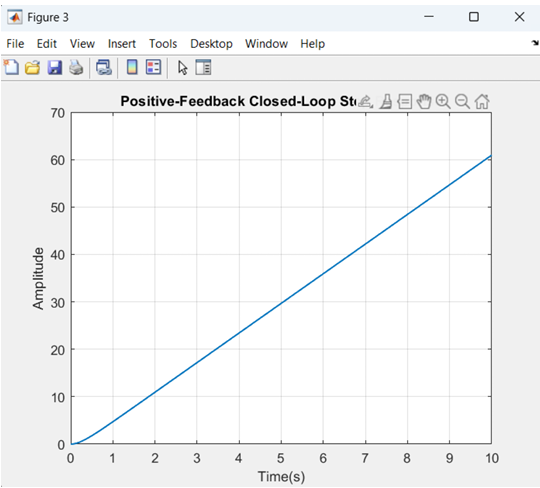 Figure 3
File Edit View Insert Tools Desktop Window Help
Positive-Feedback Closed-Loop
70
60
50
40
30
20
10
0
Amplitude
0 1 2 3 4 5 6 7 8 9 10
Time(s)